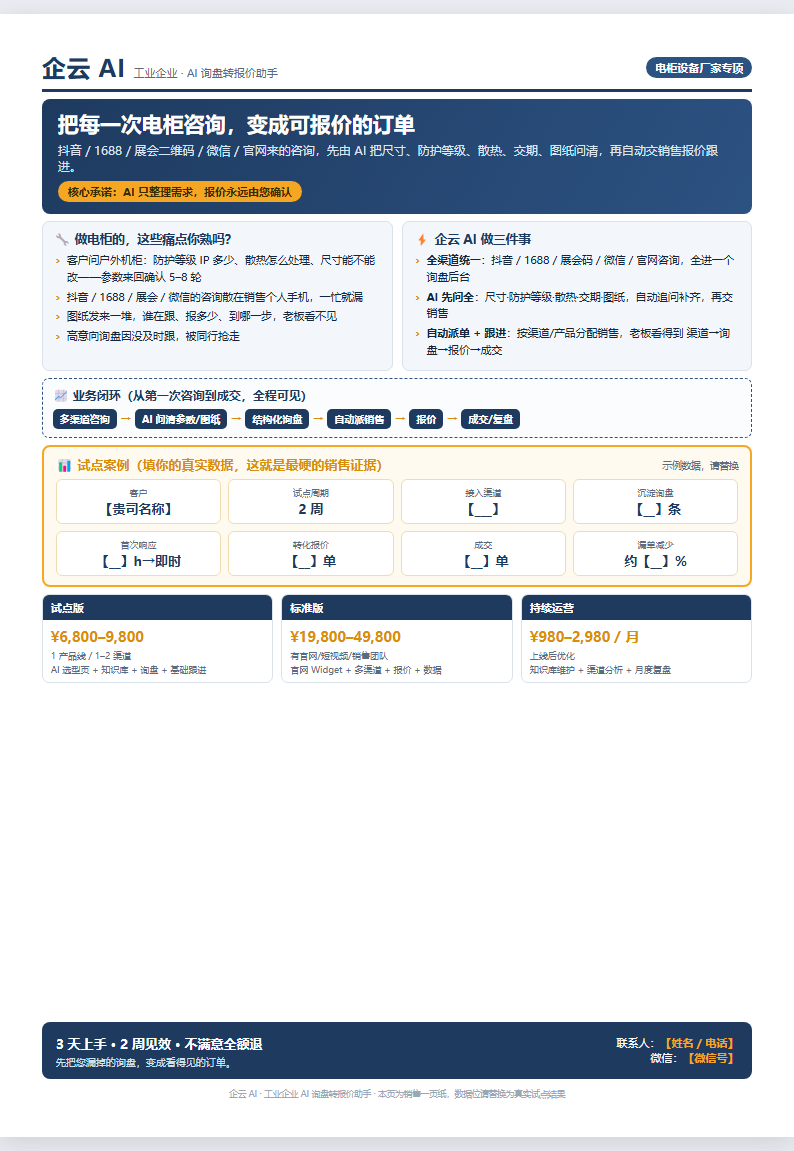 企云 AI 工业企业 · AI 询盘转报价助手
电柜设备厂家专项
把每一次电柜咨询，变成可报价的订单
抖音 / 1688 / 展会二维码 / 微信 / 官网来的咨询，先由 AI 把尺寸、防护等级、散热、交期、图纸问清，再自动交销售报价跟
进。
核心承诺：AI 只整理需求，报价永远由您确认
做电柜的，这些痛点你熟吗？
› 客户问户外机柜：防护等级 IP 多少、散热怎么处理、尺寸能不能
改——参数来回确认 5–8 轮
› 抖音 / 1688 / 展会 / 微信的咨询散在销售个人手机，一忙就漏
› 图纸发来一堆，谁在跟、报多少、到哪一步，老板看不见
› 高意向询盘因没及时跟，被同行抢走
企云 AI 做三件事
› 全渠道统一：抖音 / 1688 / 展会码 / 微信 / 官网咨询，全进一个
询盘后台
› AI 先问全：尺寸·防护等级·散热·交期·图纸，自动追问补齐，再交
销售
› 自动派单 + 跟进：按渠道/产品分配销售，老板看得到 渠道→询
盘→报价→成交
业务闭环（从第一次咨询到成交，全程可见）
多渠道咨询 → AI 问清参数/图纸 → 结构化询盘 → 自动派销售 → 报价 → 成交/复盘
试点案例（填你的真实数据，这就是最硬的销售证据）
示例数据，请替换
客户
【贵司名称】
试点周期
2 周
接入渠道
【___】
沉淀询盘
【__】条
首次响应
【__】h→即时
转化报价
【__】单
成交
【__】单
漏单减少
约【__】%
试点版
¥6,800–9,800
1 产品线 / 1–2 渠道
AI 选型页 + 知识库 + 询盘 + 基础跟进
标准版
¥19,800–49,800
有官网/短视频/销售团队
官网 Widget + 多渠道 + 报价 + 数据
持续运营
¥980–2,980 / 月
上线后优化
知识库维护 + 渠道分析 + 月度复盘
3 天上手 • 2 周见效 • 不满意全额退
先把您漏掉的询盘，变成看得见的订单。
联系人：【姓名 / 电话】
微信：【微信号】
企云 AI · 工业企业 AI 询盘转报价助手 · 本页为销售一页纸，数据位请替换为真实试点结果